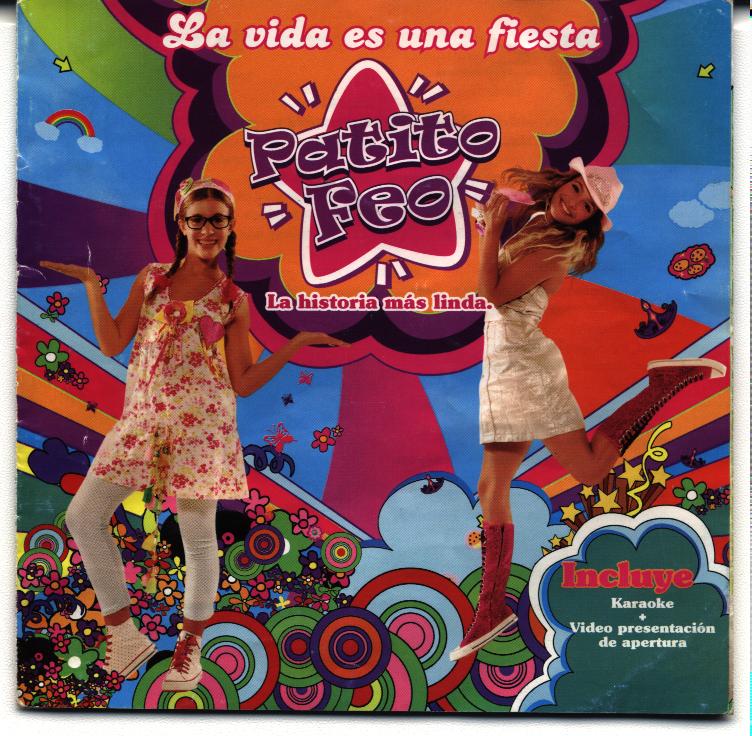 La vida es una fiesta
Patito
Feo
La historia más linda.
Incluye
Karaoke
+
Video presentación
de apertura